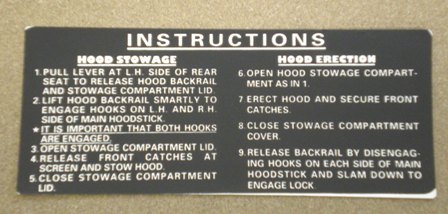 INSTRUCTIONS
HOOD STOWAGE
1. PULL LEVER AT L.H. SIDE OF REAR
SEAT TO RELEASE HOOD BACKRAIL
AND STOWAGE COMPARTMENT LID.
2. LIFT HOOD BACKRAIL SMARTLY TO
ENGAGE HOOKS ON L.H. AND R.H.
SIDE OF MAIN HOODSTICK.
* IT IS IMPORTANT THAT BOTH HOOKS
ARE ENGAGED.
3. OPEN STOWAGE COMPARTMENT LID.
4. RELEASE FRONT CATCHES AT
SCREEN AND STOW HOOD.
5. CLOSE STOWAGE COMPARTMENT
LID.
HOOD ERECTION
6. OPEN HOOD STOWAGE COMPART-
MENT AS IN 1.
7. ERECT HOOD AND SECURE FRONT
CATCHES.
8. CLOSE STOWAGE COMPARTMENT
COVER.
9. RELEASE BACKRAIL BY DISENGAG-
ING HOOKS ON EACH SIDE OF MAIN
HOODSTICK AND SLAM DOWN TO
ENGAGE LOCK